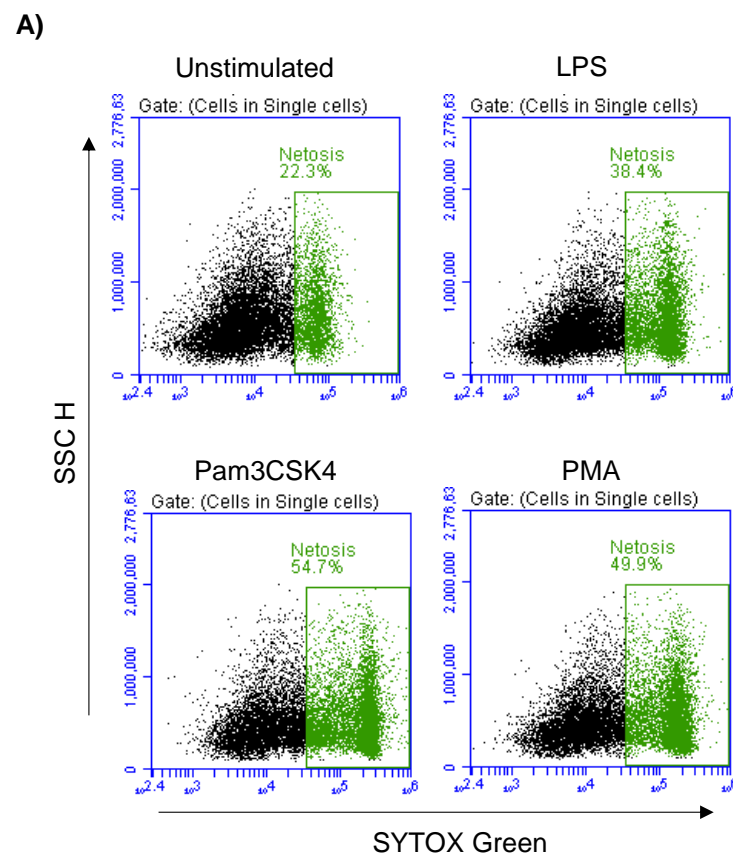 A)
Unstimulated
Gate: (Cells in Single cells)
2,776,63
2,000,000
1,000,000
0
Netosis
22.3%
10^2.4 10^3 10^4 10^5 10^6
LPS
Gate: (Cells in Single cells)
2,776,63
2,000,000
1,000,000
0
Netosis
38.4%
10^2.4 10^3 10^4 10^5 10^6
SSC H
Pam3CSK4
Gate: (Cells in Single cells)
2,776,63
2,000,000
1,000,000
0
Netosis
54.7%
10^2.4 10^3 10^4 10^5 10^6
PMA
Gate: (Cells in Single cells)
2,776,63
2,000,000
1,000,000
0
Netosis
49.9%
10^2.4 10^3 10^4 10^5 10^6
SYTOX Green